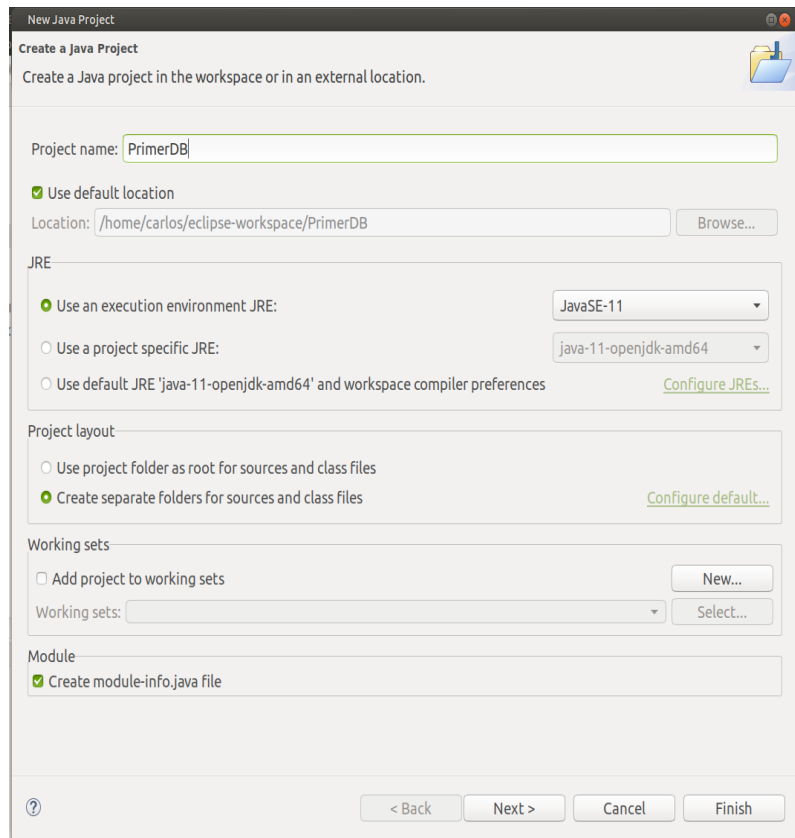 New Java Project
Create a Java Project
Create a Java project in the workspace or in an external location.
Project name: PrimerDB
Use default location
Location: /home/carlos/eclipse-workspace/PrimerDB Browse...
JRE
Use an execution environment JRE: JavaSE-11
Use a project specific JRE: java-11-openjdk-amd64
Use default JRE 'java-11-openjdk-amd64' and workspace compiler preferences Configure JREs...
Project layout
Use project folder as root for sources and class files
Create separate folders for sources and class files Configure default...
Working sets
Add project to working sets New...
Working sets: Select...
Module
Create module-info.java file
? < Back Next > Cancel Finish